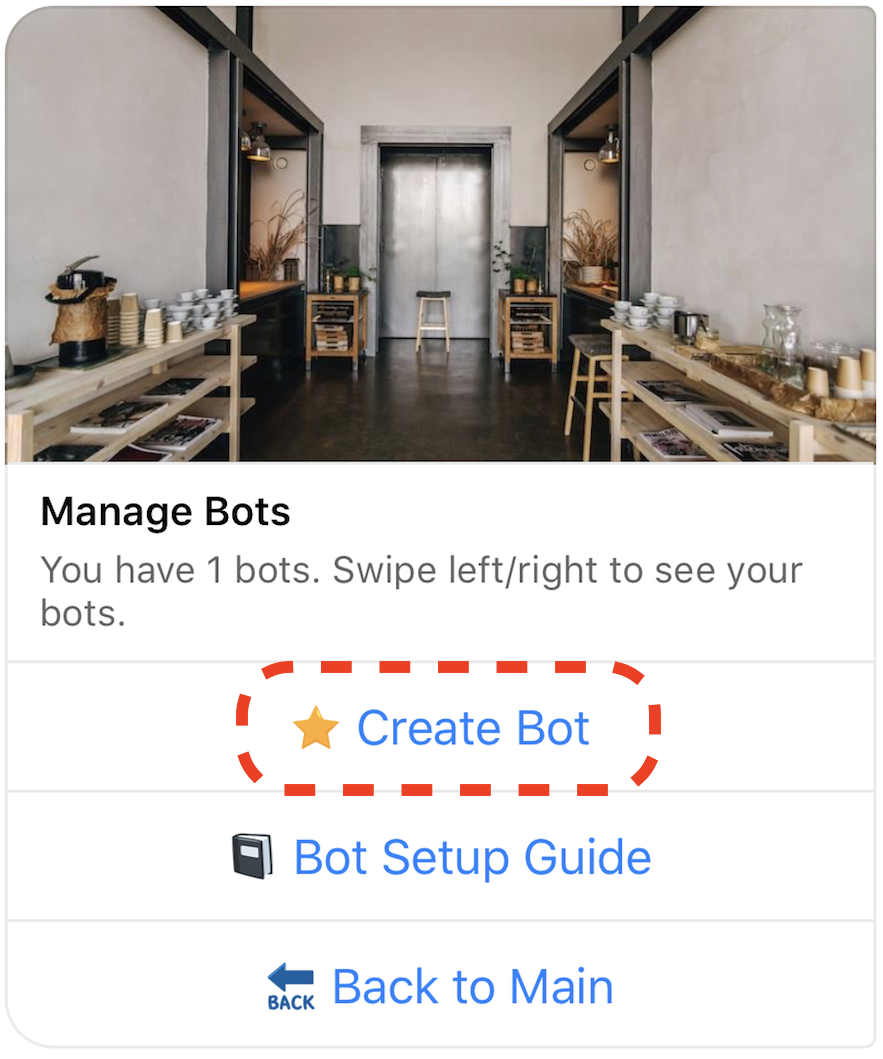 Manage Bots
You have 1 bots. Swipe left/right to see your
bots.
Create Bot
Bot Setup Guide
BACK Back to Main